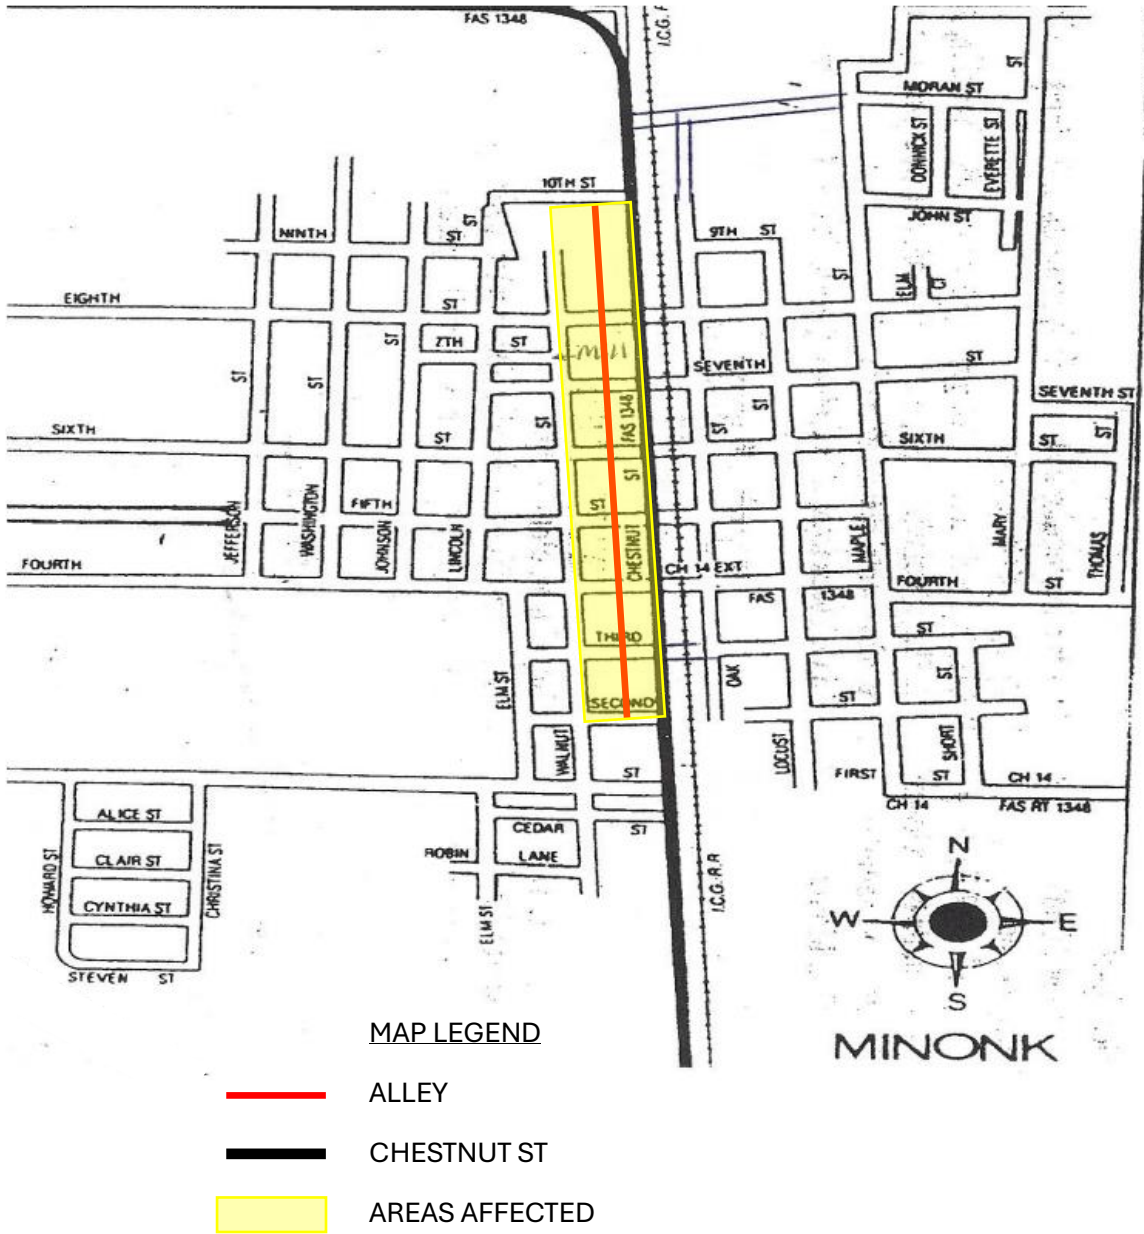 FAS 1348
I.C.G. R
MORAN ST
ST
DONNICK ST
EVERETTE ST
10TH ST
JOHN ST
NINTH
ST
ST
9TH ST
ST
ELM
CT
EIGHTH
ST
ST
7TH ST
SEVENTH
ST
ST
ST
SEVENTH ST
FAS 1348
ST
ST
ST
SIXTH
ST
ST
SIXTH
ST
ST
ST
FIFTH
ST
JEFFERSON
WASHINGTON
JOHNSON
LINCOLN
CHESTNUT
MAPLE
MARY
THOMAS
FOURTH
CH 14 EXT
FOURTH
ST
FAS 1348
THIRD
ST
ELM ST
OAK
ST
SECOND
ST
WALNUT
ST
LOCUST
FIRST
ST
SHORT
CH 14
CH 14
FAS RT 1348
ALICE ST
CEDAR
ST
ROBIN
LANE
CLAIR ST
HOWARD ST
CHRISTINA ST
CYNTHIA ST
ELM ST
I.C.G. R.R
STEVEN ST
N
W
E
S
MINONK
MAP LEGEND
ALLEY
CHESTNUT ST
AREAS AFFECTED